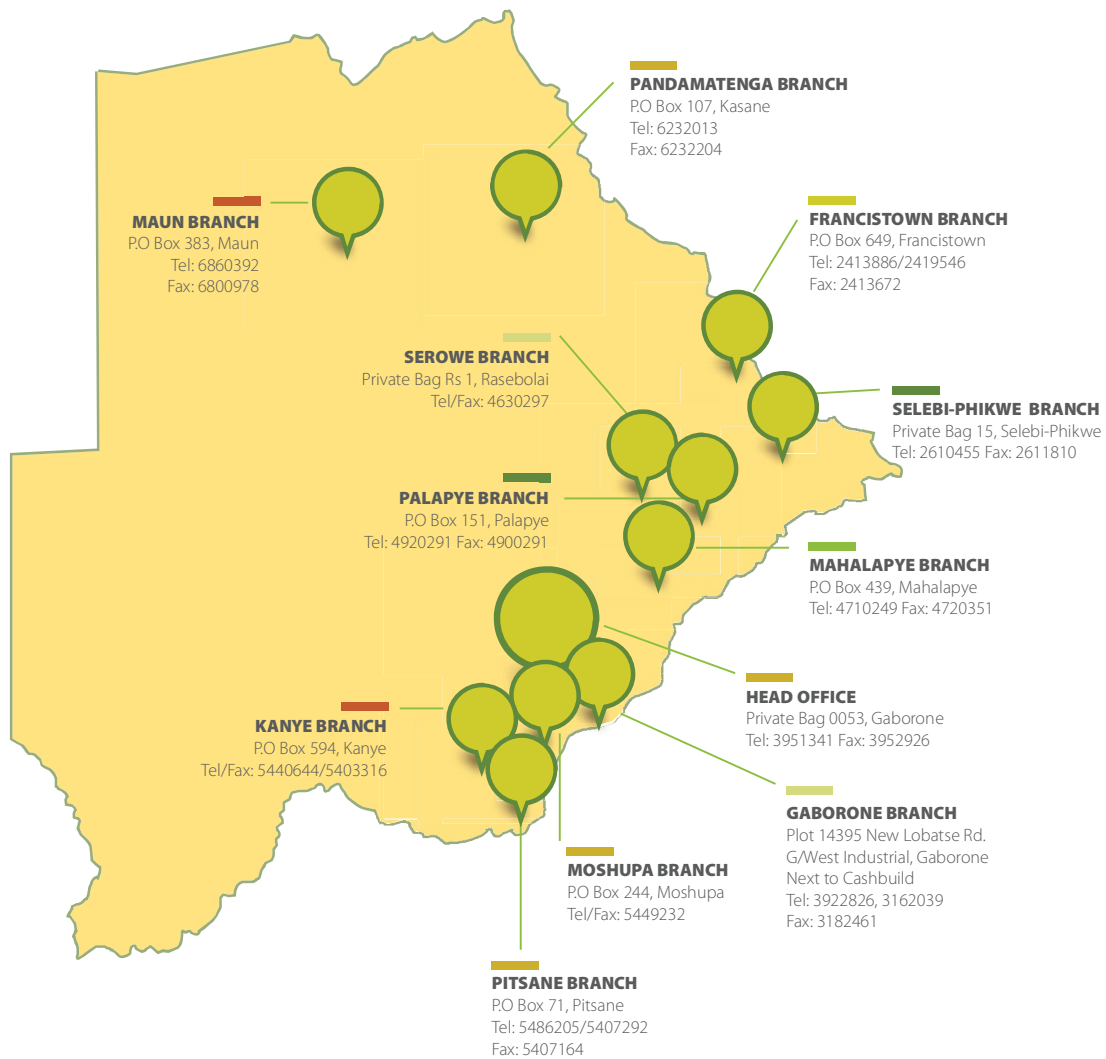 PANDAMATENGA BRANCH
P.O Box 107, Kasane
Tel: 6232013
Fax: 6232204
MAUN BRANCH
P.O Box 383, Maun
Tel: 6860392
Fax: 6800978
FRANCISTOWN BRANCH
P.O Box 649, Francistown
Tel: 2413886/2419546
Fax: 2413672
SEROWE BRANCH
Private Bag Rs 1, Rasebolai
Tel/Fax: 4630297
SELEBI-PHIKWE BRANCH
Private Bag 15, Selebi-Phikwe
Tel: 2610455 Fax: 2611810
PALAPYE BRANCH
P.O Box 151, Palapye
Tel: 4920291 Fax: 4900291
MAHALAPYE BRANCH
P.O Box 439, Mahalapye
Tel: 4710249 Fax: 4720351
HEAD OFFICE
Private Bag 0053, Gaborone
Tel: 3951341 Fax: 3952926
KANYE BRANCH
P.O Box 594, Kanye
Tel/Fax: 5440644/5403316
GABORONE BRANCH
Plot 14395 New Lobatse Rd.
G/West Industrial, Gaborone
Next to Cashbuild
Tel: 3922826, 3162039
Fax: 3182461
MOSHUPA BRANCH
P.O Box 244, Moshupa
Tel/Fax: 5449232
PITSANE BRANCH
P.O Box 71, Pitsane
Tel: 5486205/5407292
Fax: 5407164